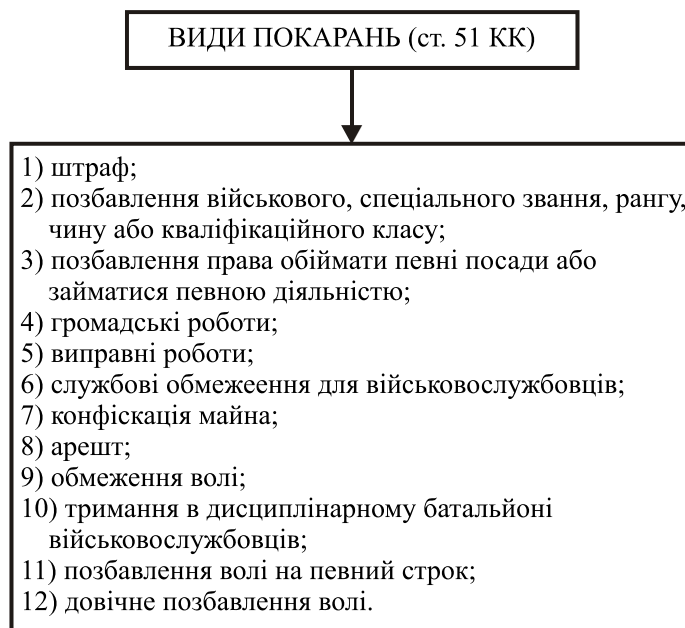 ВИДИ ПОКАРАНЬ (ст. 51 КК)
1) штраф;
2) позбавлення військового, спеціального звання, рангу,
чину або кваліфікаційного класу;
3) позбавлення права обіймати певні посади або
займатися певною діяльністю;
4) громадські роботи;
5) виправні роботи;
6) службові обмежеення для військовослужбовців;
7) конфіскація майна;
8) арешт;
9) обмеження волі;
10) тримання в дисциплінарному батальйоні
військовослужбовців;
11) позбавлення волі на певний строк;
12) довічне позбавлення волі.